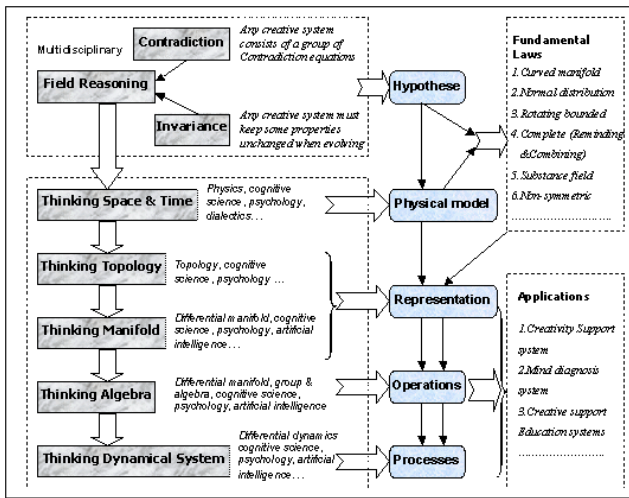 Multidisciplinary
Contradiction
Any creative system
consists of a group of
Contradiction equations
Field Reasoning
Invariance
Any creative system must
keep some properties
unchanged when evolving
Hypothese
Fundamental
Laws
1. Curved manifold
2. Normal distribution
3. Rotating bounded
4. Complete (Reminding
&Combining)
5. Substance field
6. Non-symmetric
........................
Thinking Space & Time
Physics, cognitive
science, psychology,
dialectics...
Physical model
Thinking Topology
Topology, cognitive
science, psychology ...
Thinking Manifold
Differential manifold, cognitive
science, psychology, artificial
intelligence...
Representation
Thinking Algebra
Differential manifold, group &
algebra, cognitive science,
psychology, artificial intelligence
Operations
Thinking Dynamical System
Differential dynamics
cognitive science,
psychology, artificial
intelligence...
Processes
Applications
1.Creativity Support
system
2.Mind diagnosis
system
3.Creative support
Education systems
........................